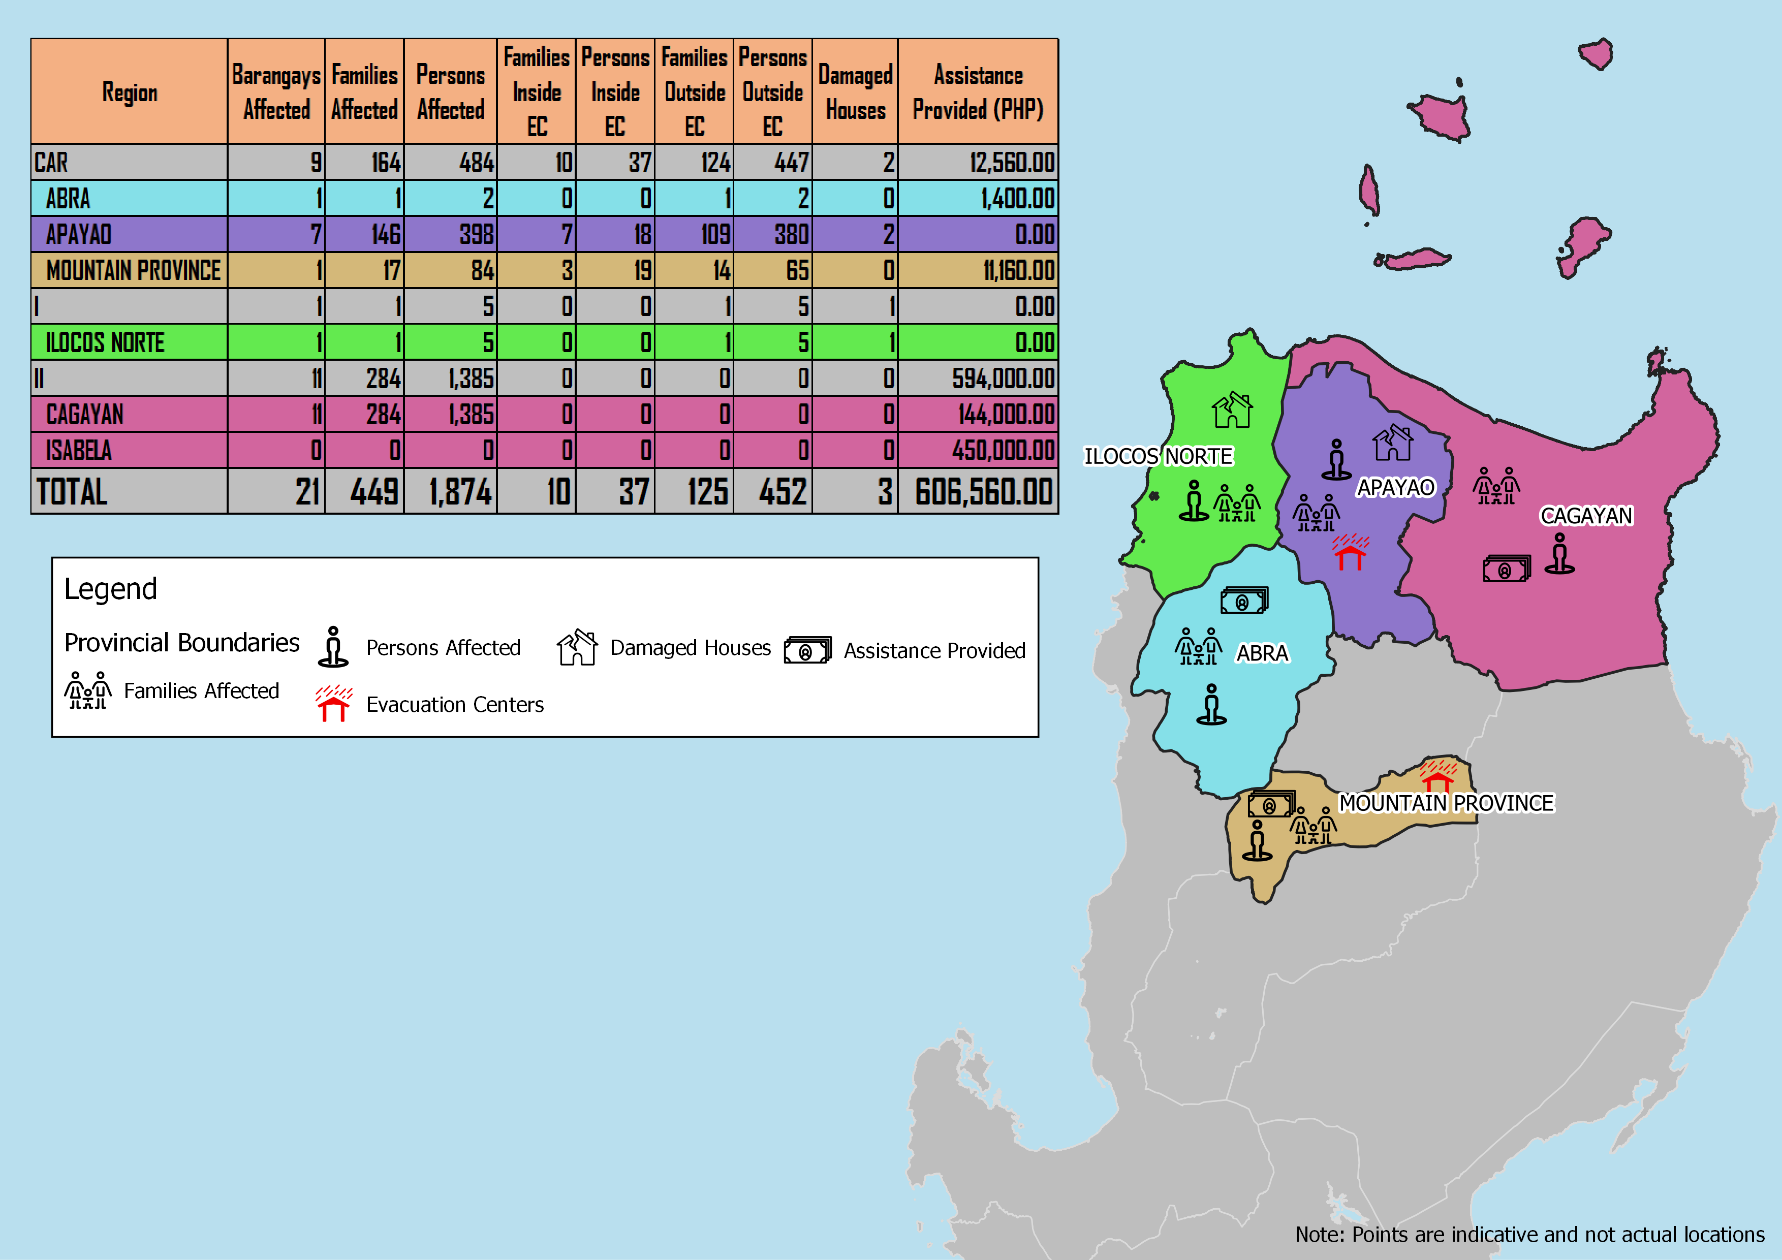 Region Barangays Affected Families Affected Persons Affected Families Inside EC Persons Inside EC Families Outside EC Persons Outside EC Damaged Houses Assistance Provided (PHP)
CAR 9 164 484 10 37 124 447 2 12,560.00
ABRA 1 1 2 0 0 1 2 0 1,400.00
APAYAO 7 146 398 7 18 109 380 2 0.00
MOUNTAIN PROVINCE 1 17 84 3 19 14 65 0 11,160.00
I 1 1 5 0 0 1 5 1 0.00
ILOCOS NORTE 1 1 5 0 0 1 5 1 0.00
II 11 284 1,385 0 0 0 0 0 594,000.00
CAGAYAN 11 284 1,385 0 0 0 0 0 144,000.00
ISABELA 0 0 0 0 0 0 0 0 450,000.00
TOTAL 21 449 1,874 10 37 125 452 3 606,560.00
Legend
Provincial Boundaries
Persons Affected
Damaged Houses
Assistance Provided
Families Affected
Evacuation Centers
ILOCOS NORTE
APAYAO
CAGAYAN
ABRA
MOUNTAIN PROVINCE
Note: Points are indicative and not actual locations